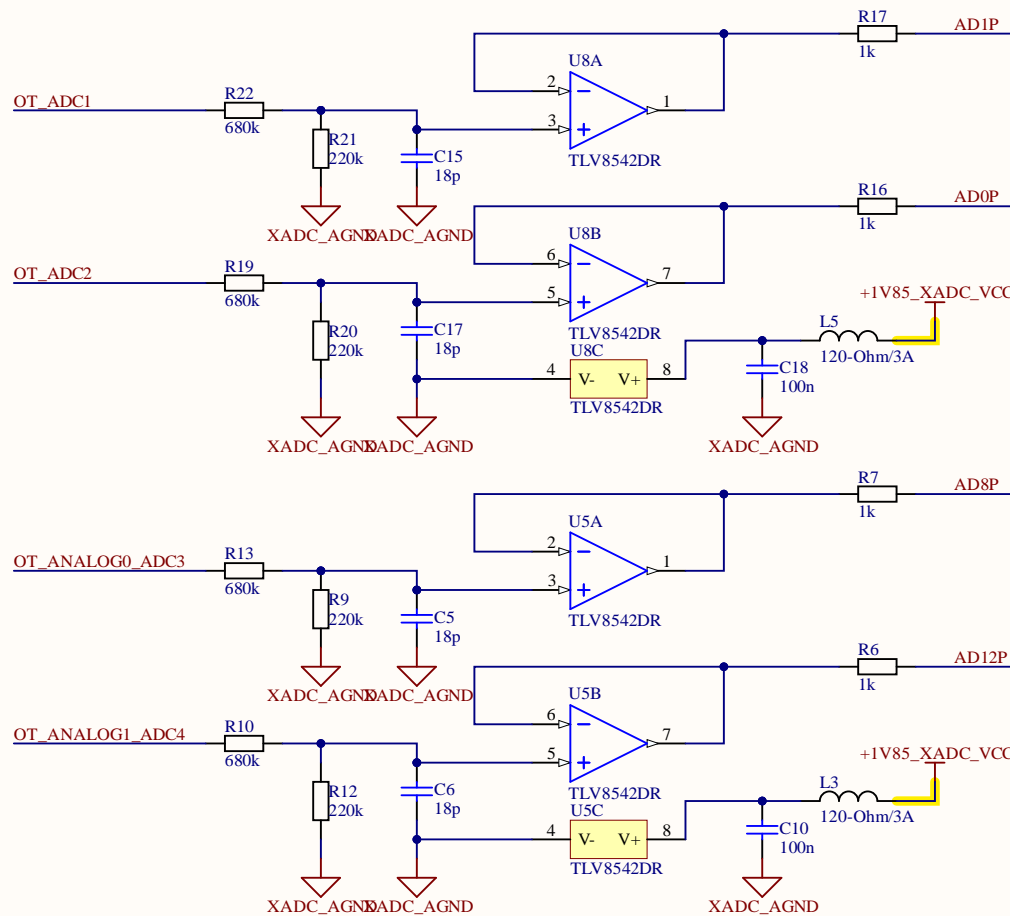 R17
AD1P
1k
U8A
2
1
3
TLV8542DR
OT_ADC1
R22
680k
R21
220k
C15
18p
XADC_AGND
XADC_AGND
R16
AD0P
1k
U8B
6
7
5
TLV8542DR
OT_ADC2
R19
680k
R20
220k
C17
18p
U8C
4
V-
V+
8
TLV8542DR
+1V85_XADC_VCC
L5
120-Ohm/3A
C18
100n
XADC_AGND
XADC_AGND
XADC_AGND
R7
AD8P
1k
U5A
2
1
3
TLV8542DR
OT_ANALOG0_ADC3
R13
680k
R9
220k
C5
18p
XADC_AGND
XADC_AGND
R6
AD12P
1k
U5B
6
7
5
TLV8542DR
OT_ANALOG1_ADC4
R10
680k
R12
220k
C6
18p
U5C
4
V-
V+
8
TLV8542DR
+1V85_XADC_VCC
L3
120-Ohm/3A
C10
100n
XADC_AGND
XADC_AGND
XADC_AGND